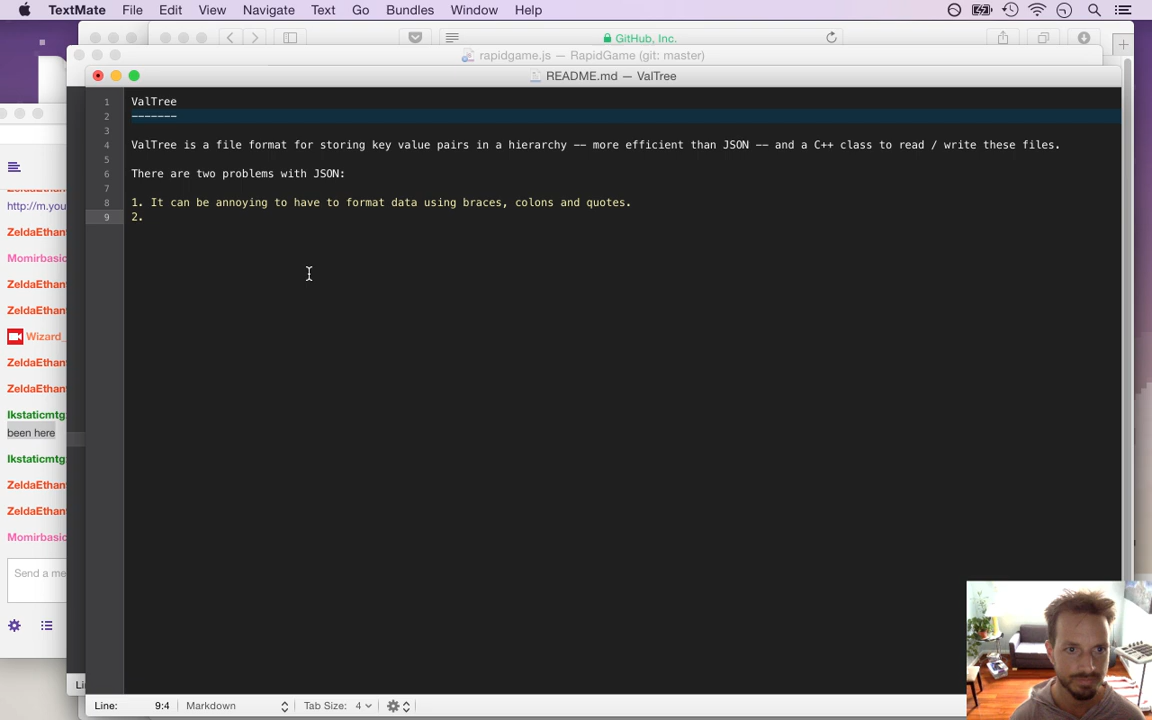 TextMate File Edit View Navigate Text Go Bundles Window Help
GitHub, Inc.
rapidgame.js — RapidGame (git: master)
README.md — ValTree
1 ValTree
2 -------
3
4 ValTree is a file format for storing key value pairs in a hierarchy -- more efficient than JSON -- and a C++ class to read / write these files.
5
6 There are two problems with JSON:
7
8 1. It can be annoying to have to format data using braces, colons and quotes.
9 2.
http://m.you
ZeldaEthan
Momirbasic
ZeldaEthan
ZeldaEthan
Wizard_
ZeldaEthan
ZeldaEthan
lkstaticmtg
been here
lkstaticmtg
ZeldaEthan
ZeldaEthan
Momirbasic
Send a me
Line: 9:4 Markdown Tab Size: 4